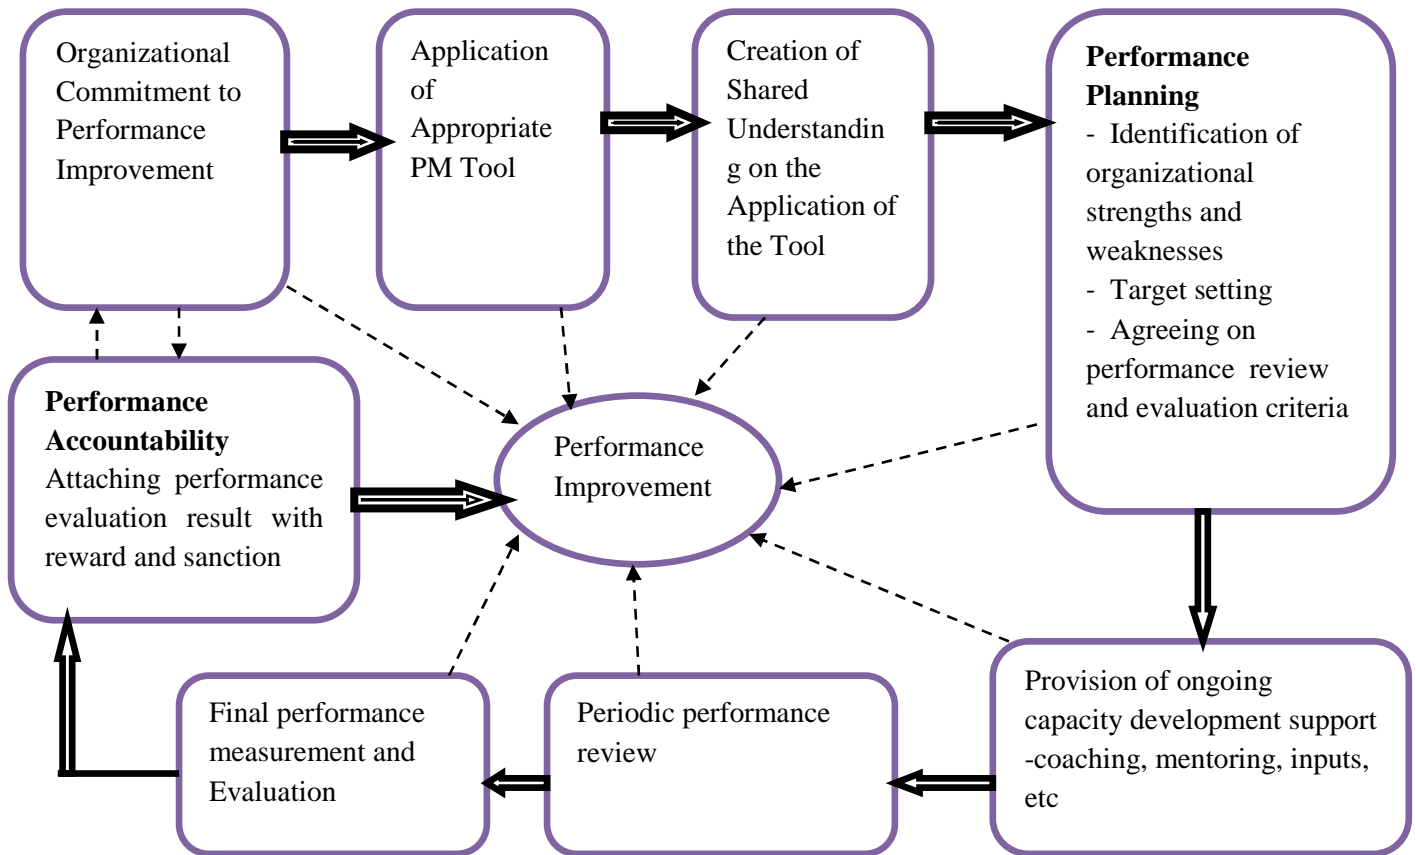 Organizational
Commitment to
Performance
Improvement
Application
of
Appropriate
PM Tool
Creation of
Shared
Understandin
g on the
Application of
the Tool
Performance
Planning
- Identification of
organizational
strengths and
weaknesses
- Target setting
- Agreeing on
performance review
and evaluation criteria
Performance
Accountability
Attaching performance
evaluation result with
reward and sanction
Performance
Improvement
Final performance
measurement and
Evaluation
Periodic performance
review
Provision of ongoing
capacity development support
-coaching, mentoring, inputs,
etc